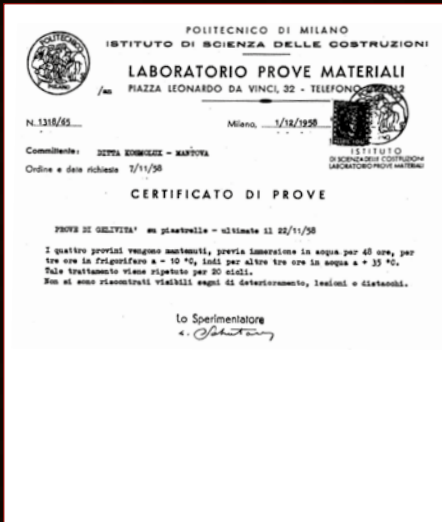 POLITECNICO DI MILANO
ISTITUTO DI SCIENZA DELLE COSTRUZIONI
LABORATORIO PROVE MATERIALI
/an PIAZZA LEONARDO DA VINCI, 32 - TELEFONO
POLITECNICO
MILANO
N. 1318/65
Milano, 1/12/1958
ISTITUTO
DI SCIENZA DELLE COSTRUZIONI
LABORATORIO PROVE MATERIALI
Committente: DITTA KOSMOLUX - MANTOVA
Ordine e data richiesta 7/11/58
CERTIFICATO DI PROVE
PROVE DI GELIVITA' su piastrelle - ultimate il 22/11/58
I quattro provini vengono mantenuti, previa immersione in acqua per 48 ore, per
tre ore in frigorifero a - 10 °C, indi per altre tre ore in acqua a + 35 °C.
Tale trattamento viene ripetuto per 20 cicli.
Non si sono riscontrati visibili segni di deterioramento, lesioni o distacchi.
Lo Sperimentatore